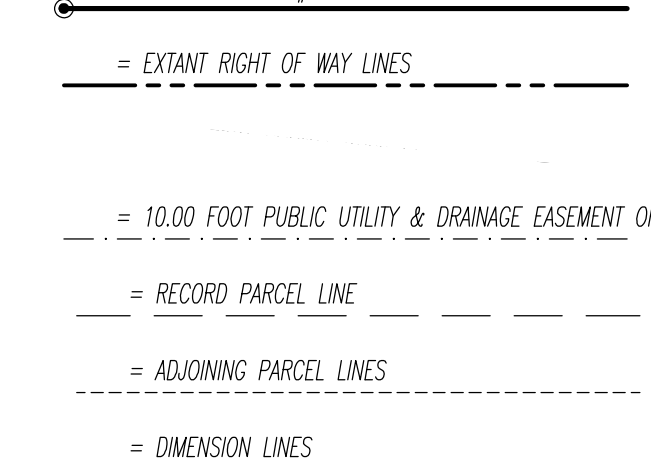 = EXTANT RIGHT OF WAY LINES
= 10.00 FOOT PUBLIC UTILITY & DRAINAGE EASEMENT
= RECORD PARCEL LINE
= ADJOINING PARCEL LINES
= DIMENSION LINES